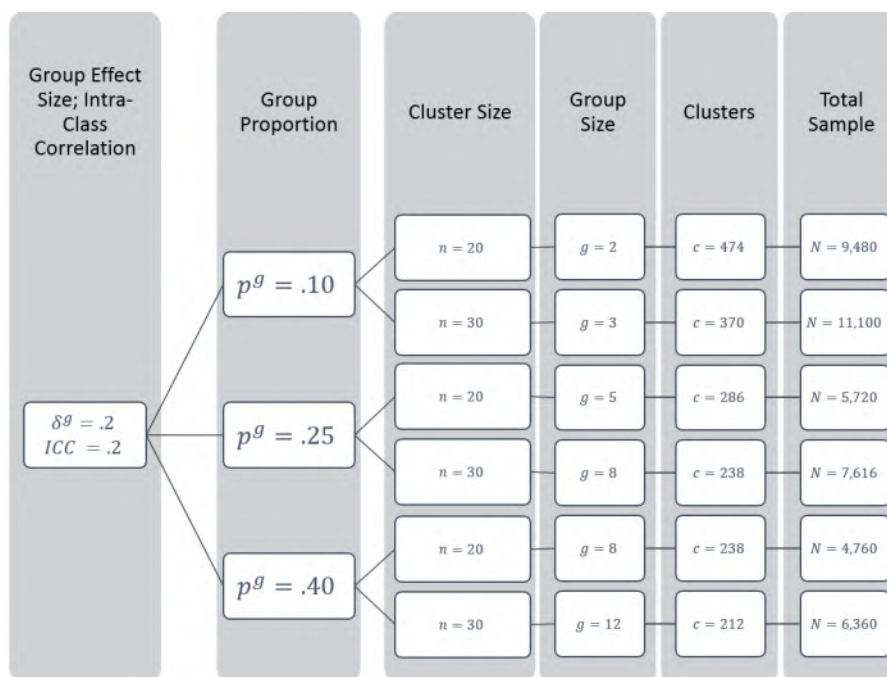 Group Effect
Size; Intra-
Class
Correlation
Group
Proportion
Cluster Size
Group
Size
Clusters
Total
Sample
δᵍ = .2
ICC = .2
pᵍ = .10
n = 20
g = 2
c = 474
N = 9,480
n = 30
g = 3
c = 370
N = 11,100
pᵍ = .25
n = 20
g = 5
c = 286
N = 5,720
n = 30
g = 8
c = 238
N = 7,616
pᵍ = .40
n = 20
g = 8
c = 238
N = 4,760
n = 30
g = 12
c = 212
N = 6,360